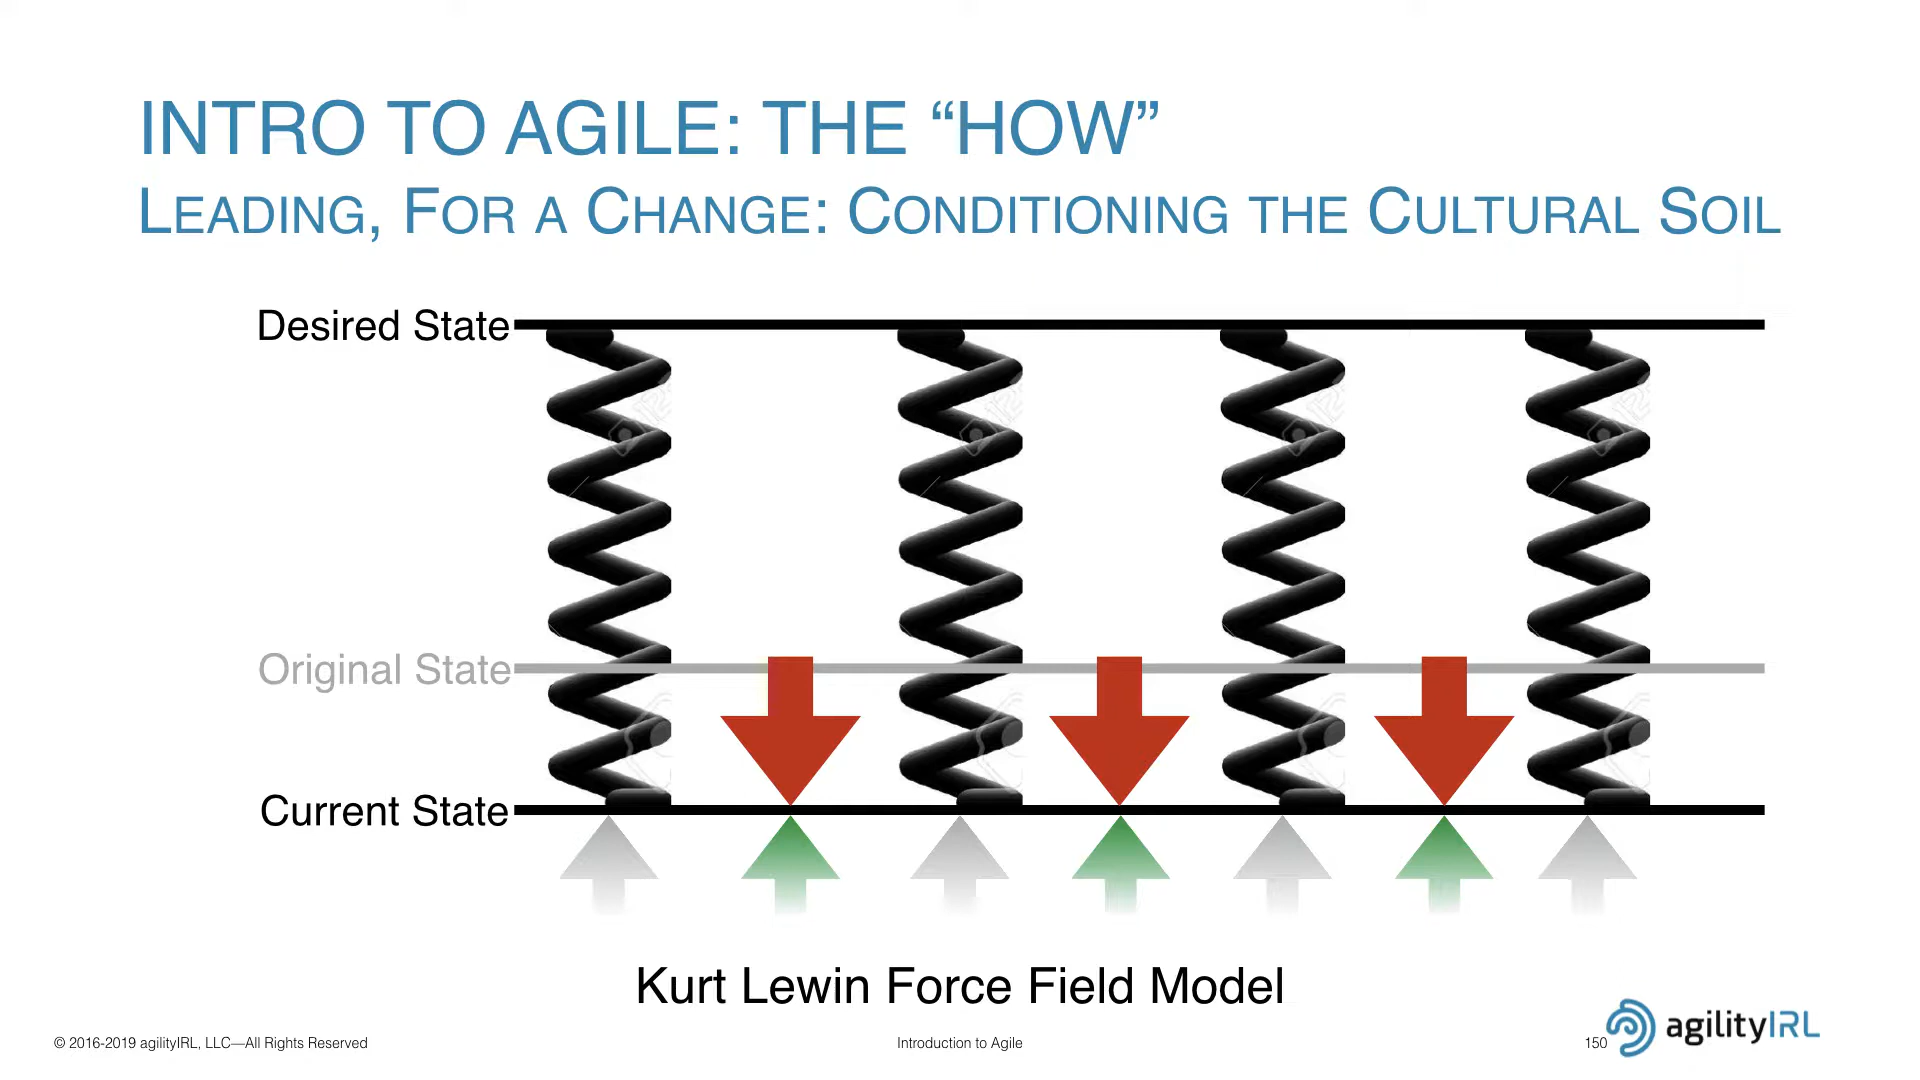 INTRO TO AGILE: THE “HOW”
LEADING, FOR A CHANGE: CONDITIONING THE CULTURAL SOIL
Desired State
Original State
Current State
Kurt Lewin Force Field Model
© 2016-2019 agilityIRL, LLC—All Rights Reserved
Introduction to Agile
150
agilityIRL